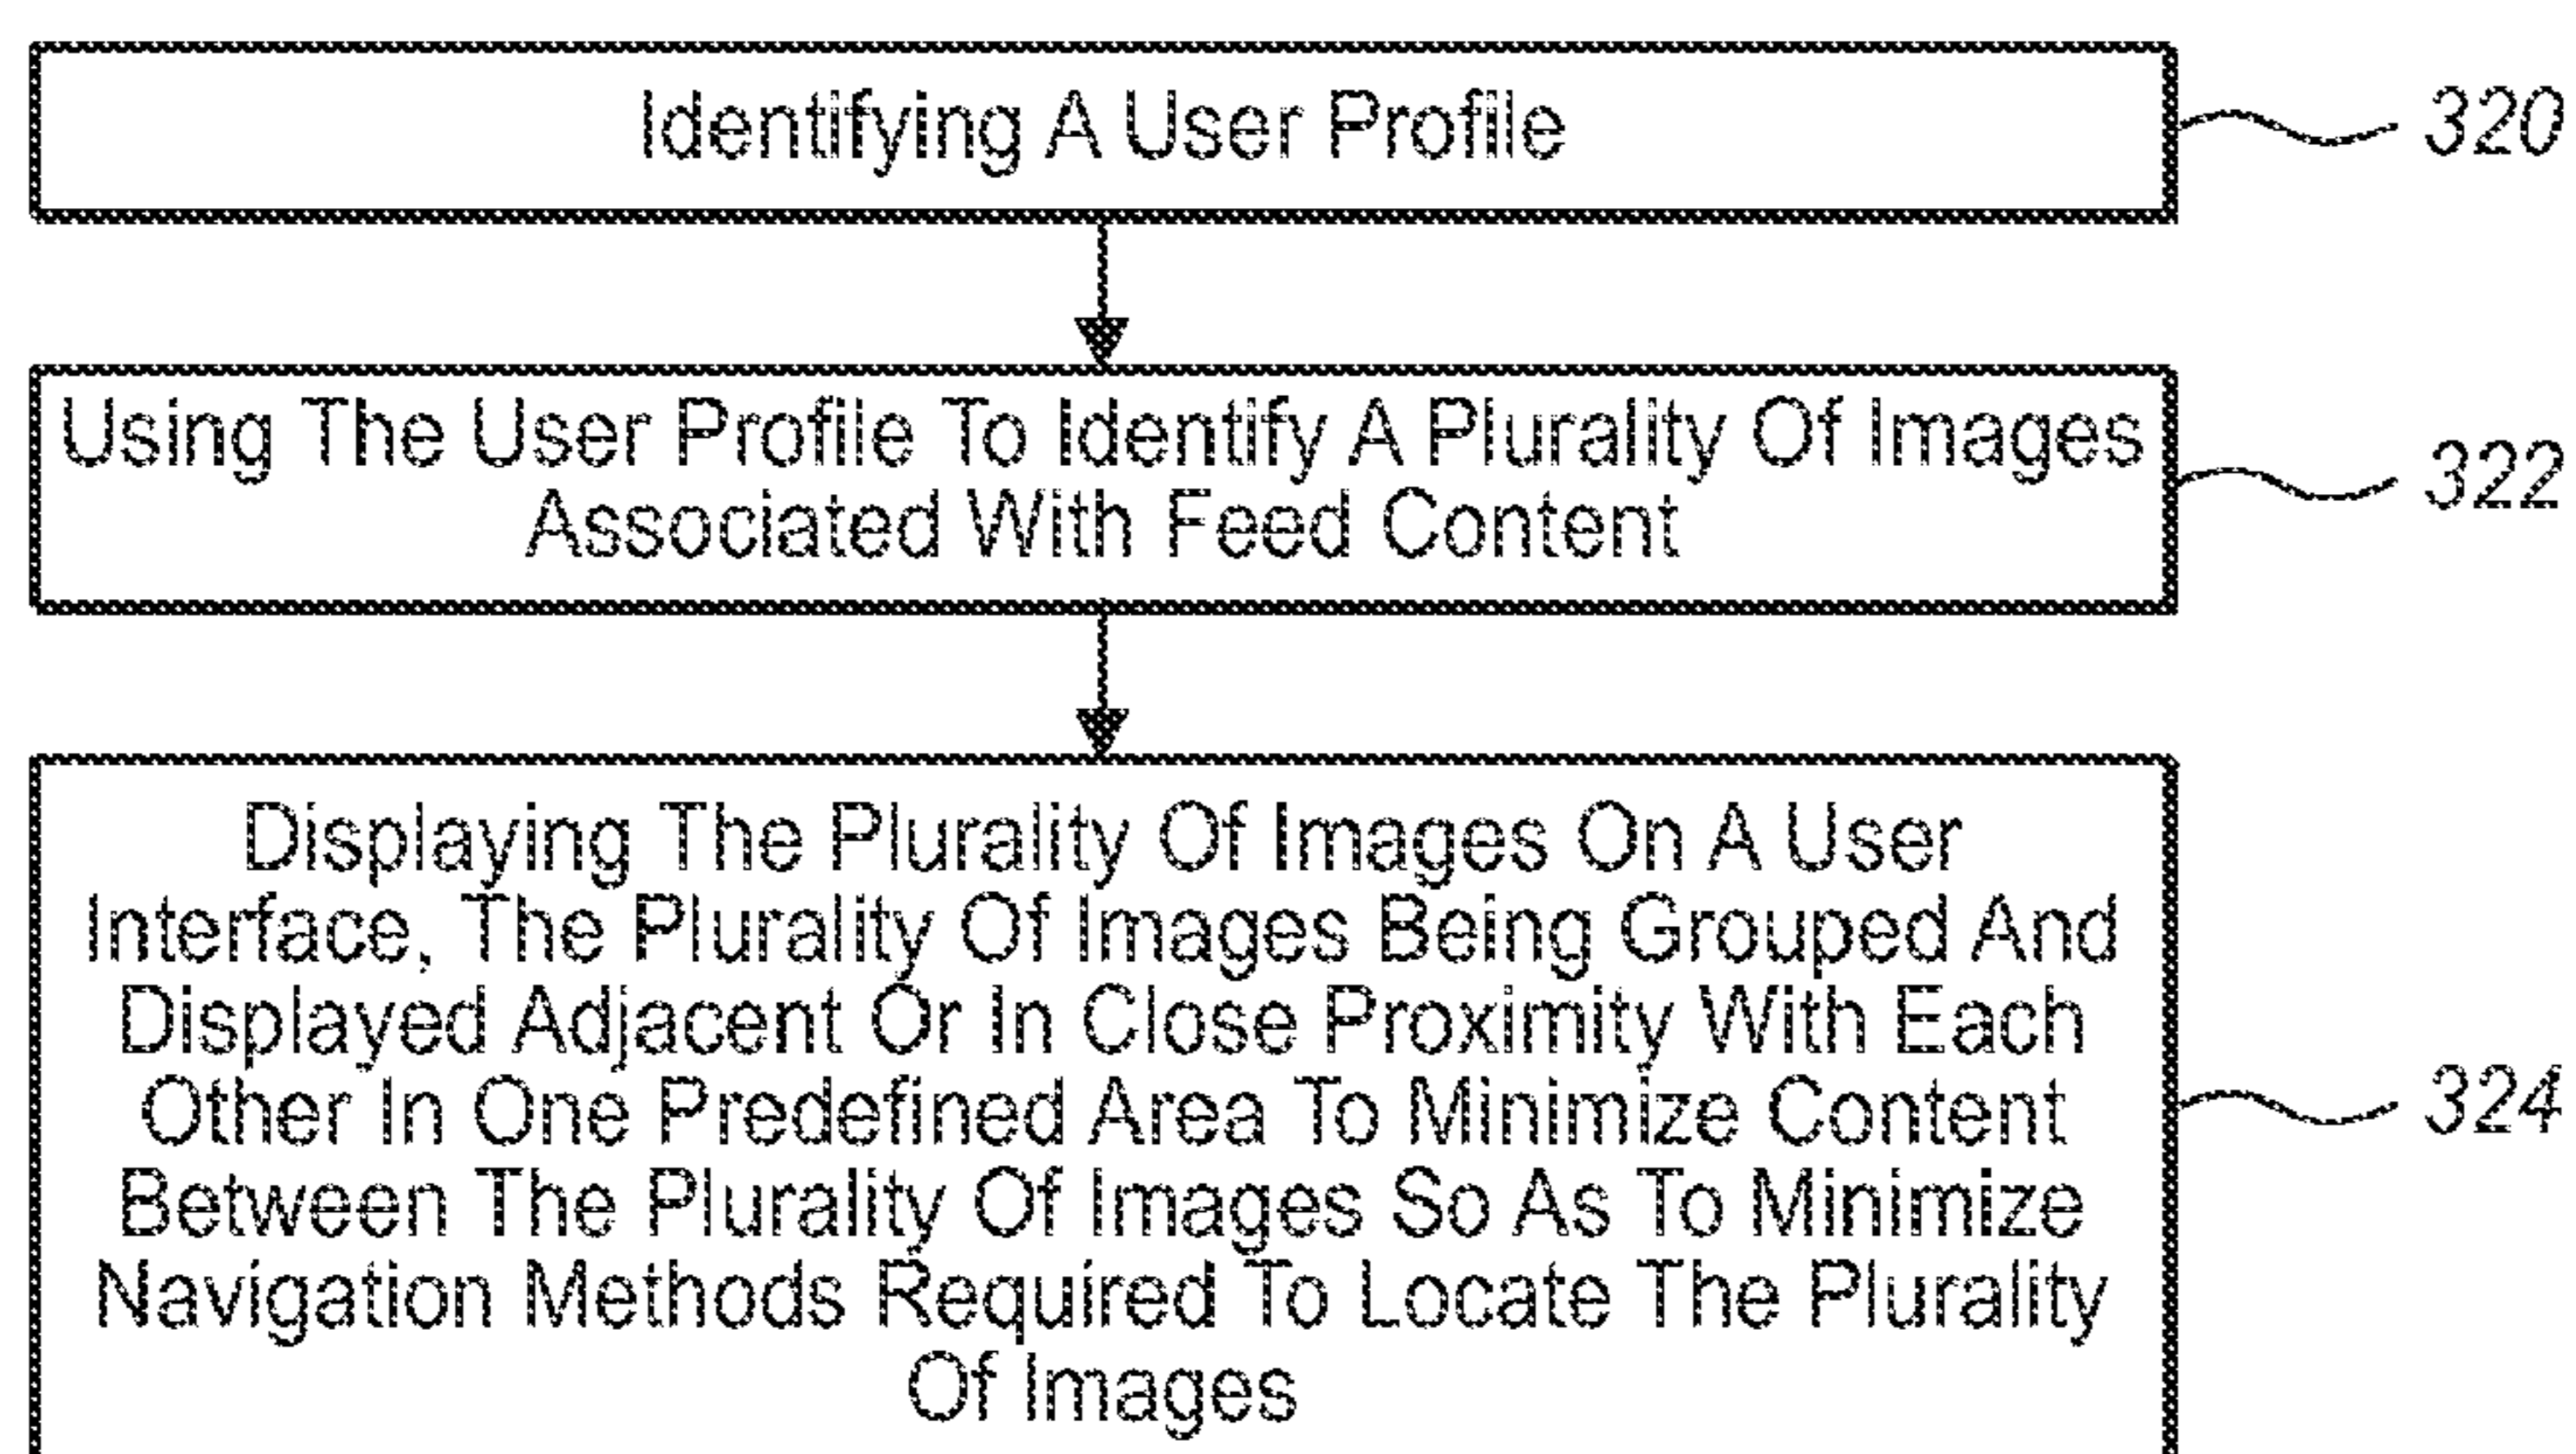 Identifying A User Profile
320
Using The User Profile To Identify A Plurality Of Images
Associated With Feed Content
322
Displaying The Plurality Of Images On A User
Interface, The Plurality Of Images Being Grouped And
Displayed Adjacent Or In Close Proximity With Each
Other In One Predefined Area To Minimize Content
Between The Plurality Of Images So As To Minimize
Navigation Methods Required To Locate The Plurality
Of Images
324